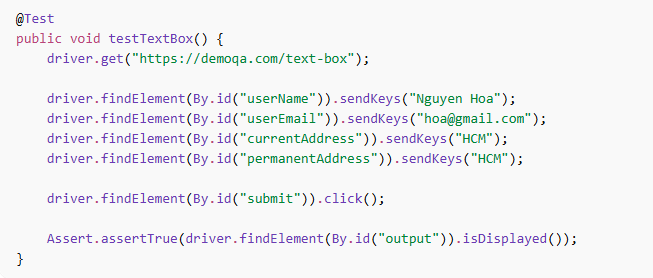 @Test
public void testTextBox() {
    driver.get("https://demoqa.com/text-box");

    driver.findElement(By.id("userName")).sendKeys("Nguyen Hoa");
    driver.findElement(By.id("userEmail")).sendKeys("hoa@gmail.com");
    driver.findElement(By.id("currentAddress")).sendKeys("HCM");
    driver.findElement(By.id("permanentAddress")).sendKeys("HCM");

    driver.findElement(By.id("submit")).click();

    Assert.assertTrue(driver.findElement(By.id("output")).isDisplayed());
}